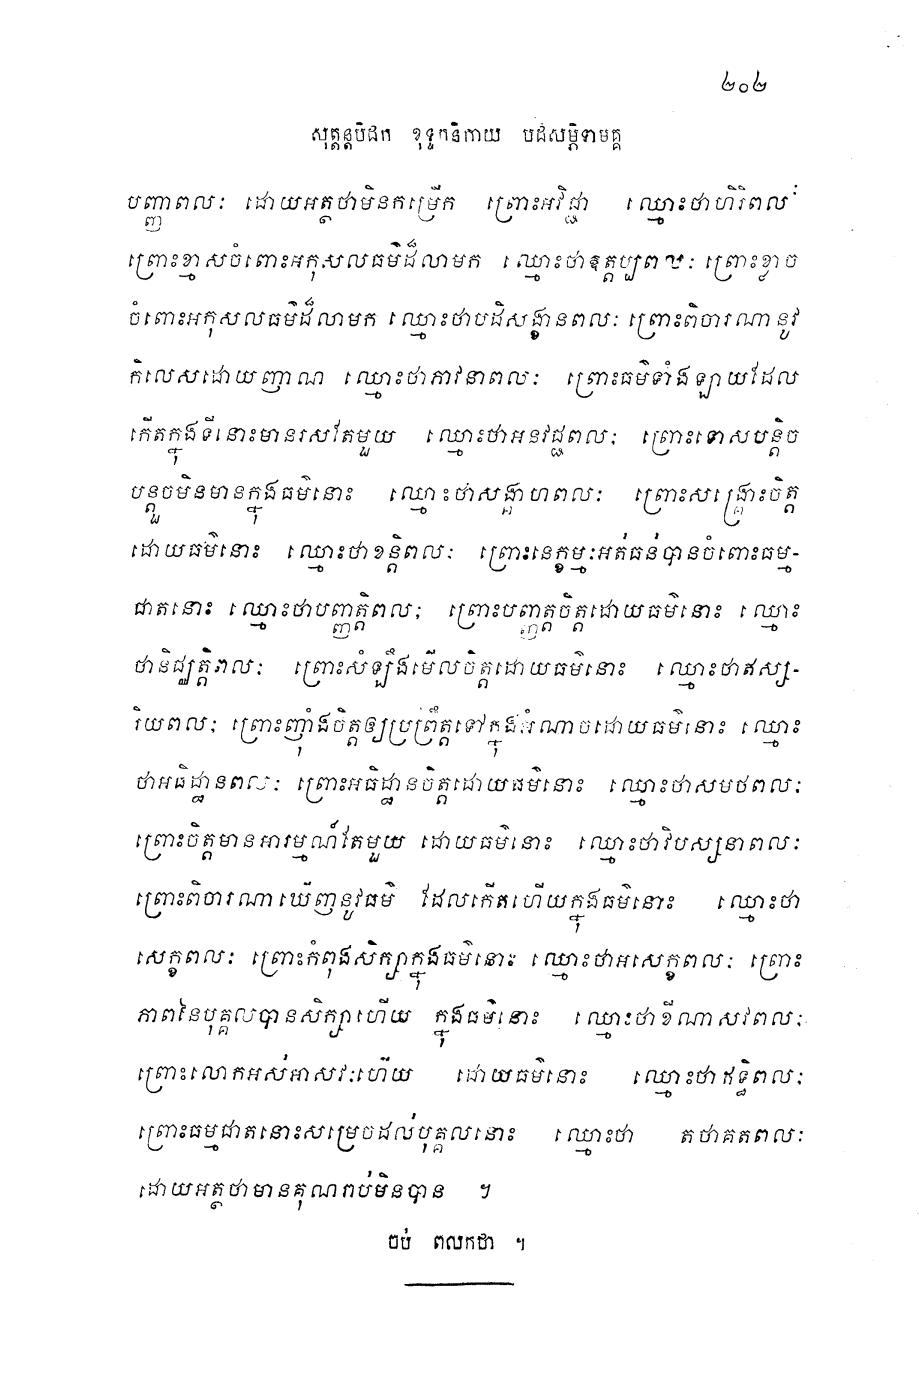 ២០២
សុត្តន្តបិដក ខុទ្ទកនិកាយ បដិសម្ភិទាមគ្គ
បញ្ញាពលៈ ដោយអត្ថថាមិនកម្រើក ព្រោះអវិជ្ជា ឈ្មោះថាហិរិពលៈ
ព្រោះខ្មាសចំពោះអកុសលធម៌ដ៏លាមក ឈ្មោះថាឧត្តប្បពលៈ ព្រោះខ្លាច
ចំពោះអកុសលធម៌ដ៏លាមក ឈ្មោះថាបដិសង្ខានពលៈ ព្រោះពិចារណានូវ
កិលេសដោយញាណ ឈ្មោះថាភាវនាពលៈ ព្រោះធម៌ទាំងឡាយដែល
កើតក្នុងទីនោះមានរសតែមួយ ឈ្មោះថាអនវជ្ជពលៈ ព្រោះទោសបន្តិច
បន្តួចមិនមានក្នុងធម៌នោះ ឈ្មោះថាសង្គាហពលៈ ព្រោះសង្គ្រោះចិត្ត
ដោយធម៌នោះ ឈ្មោះថាខន្តិពលៈ ព្រោះនេក្ខម្មៈអត់ធន់បានចំពោះធម្ម-
ជាតនោះ ឈ្មោះថាបញ្ញត្តិពលៈ ព្រោះបញ្ញត្តចិត្តដោយធម៌នោះ ឈ្មោះ
ថានិជ្ឈត្តិពលៈ ព្រោះសំឡឹងមើលចិត្តដោយធម៌នោះ ឈ្មោះថាឥស្ស-
រិយពលៈ ព្រោះញ៉ាំងចិត្តឲ្យប្រព្រឹត្តទៅក្នុងអំណាចដោយធម៌នោះ ឈ្មោះ
ថាអធិដ្ឋានពលៈ ព្រោះអធិដ្ឋានចិត្តដោយធម៌នោះ ឈ្មោះថាសមថពលៈ
ព្រោះចិត្តមានអារម្មណ៍តែមួយ ដោយធម៌នោះ ឈ្មោះថាវិបស្សនាពលៈ
ព្រោះពិចារណាឃើញនូវធម៌ ដែលកើតហើយក្នុងធម៌នោះ ឈ្មោះថា
សេក្ខពលៈ ព្រោះកំពុងសិក្សាក្នុងធម៌នោះ ឈ្មោះថាអសេក្ខពលៈ ព្រោះ
ភាពនៃបុគ្គលបានសិក្សាហើយ ក្នុងធម៌នោះ ឈ្មោះថាខីណាសវពលៈ
ព្រោះលោកអស់អាសវៈហើយ ដោយធម៌នោះ ឈ្មោះថាឥទ្ធិពលៈ
ព្រោះធម្មជាតនោះសម្រេចដល់បុគ្គលនោះ ឈ្មោះថា តថាគតពលៈ
ដោយអត្ថថាមានគុណរាប់មិនបាន ។
ចប់ ពលកថា ។